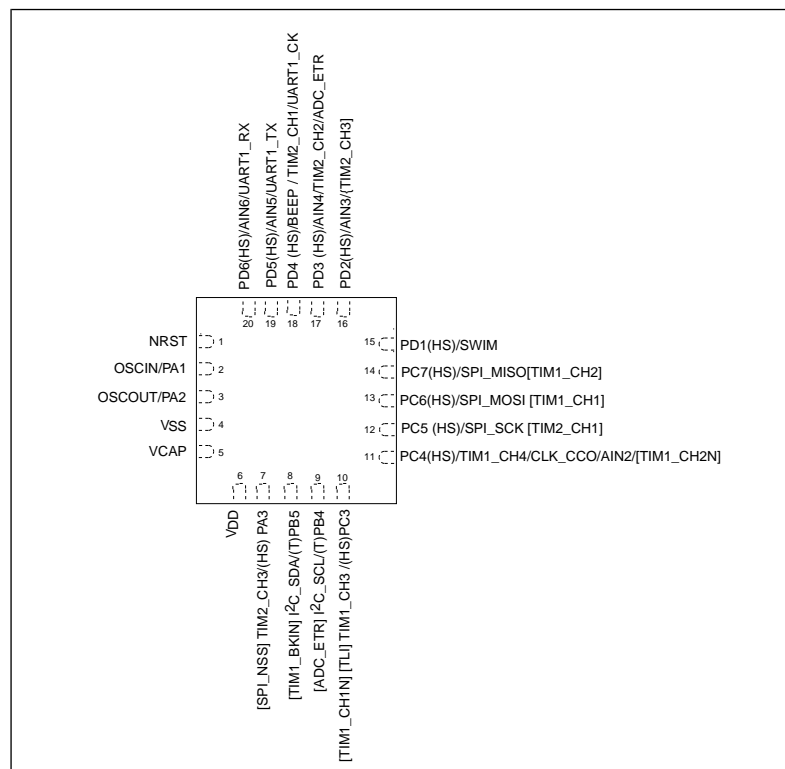 PD6(HS)/AIN6/UART1_RX
PD5(HS)/AIN5/UART1_TX
PD4 (HS)/BEEP / TIM2_CH1/UART1_CK
PD3 (HS)/AIN4/TIM2_CH2/ADC_ETR
PD2(HS)/AIN3/{TIM2_CH3]
20
19
18
17
16
NRST 1
OSCIN/PA1 2
OSCOUT/PA2 3
VSS 4
VCAP 5
15 PD1(HS)/SWIM
14 PC7(HS)/SPI_MISO[TIM1_CH2]
13 PC6(HS)/SPI_MOSI [TIM1_CH1]
12 PC5 (HS)/SPI_SCK [TIM2_CH1]
11 PC4(HS)/TIM1_CH4/CLK_CCO/AIN2/[TIM1_CH2N]
6
7
8
9
10
VDD
[SPI_NSS] TIM2_CH3/(HS) PA3
[TIM1_BKIN] I²C_SDA/(T)PB5
[ADC_ETR] I²C_SCL/(T)PB4
[TIM1_CH1N] [TLI] TIM1_CH3 /(HS)PC3